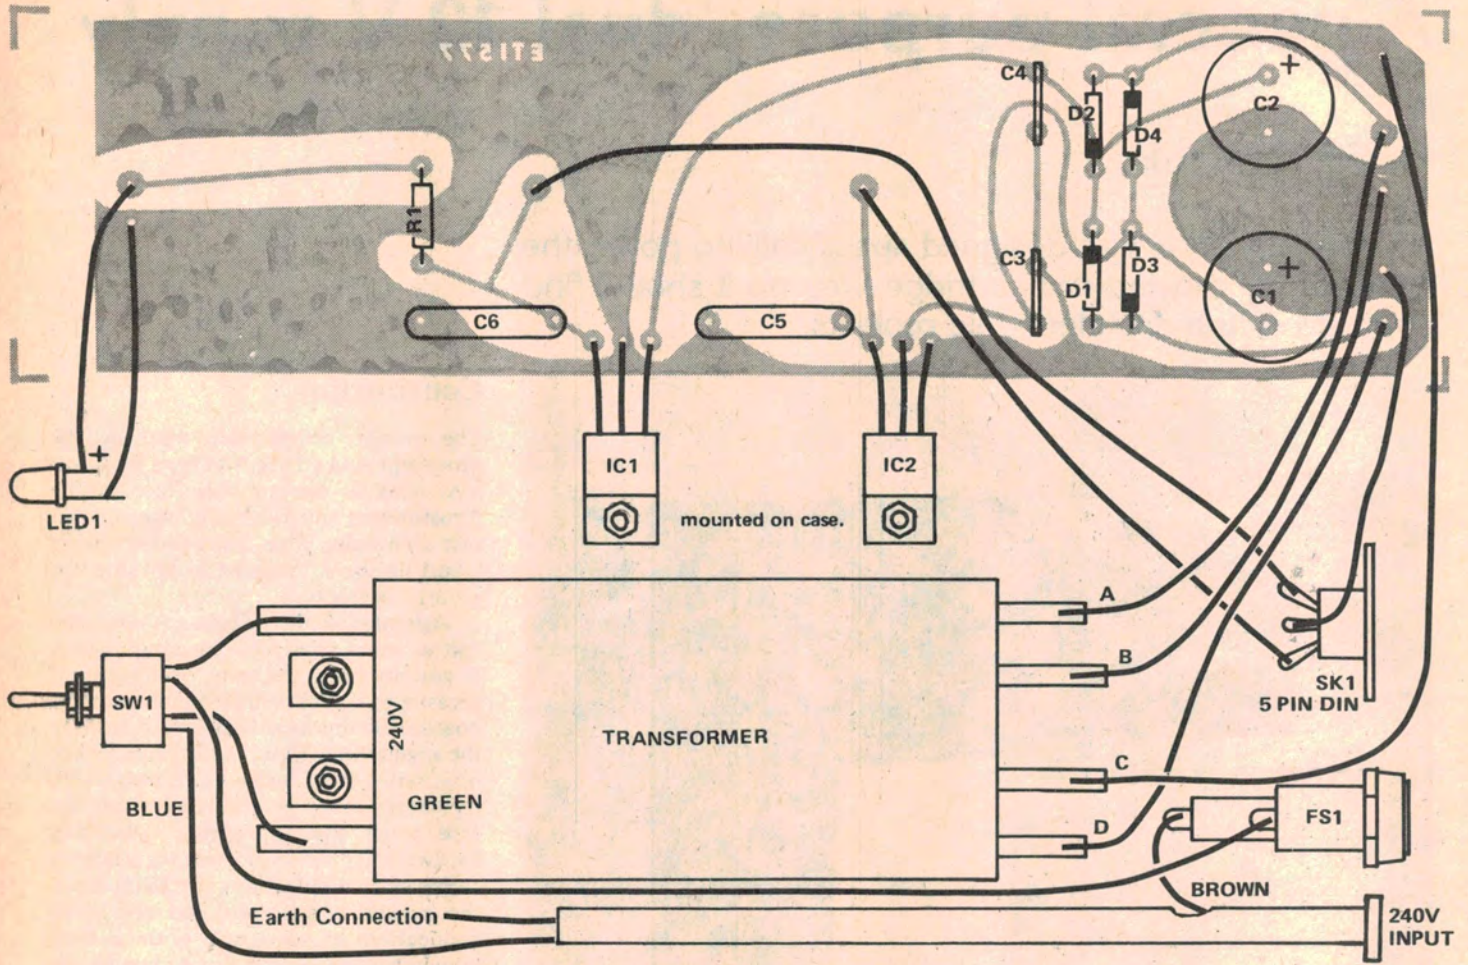 ETI577
C4
C2
D2
D4
R1
C3
D3
D1
C1
C6
C5
IC1
IC2
LED1
mounted on case.
A
B
SW1
240V
TRANSFORMER
SK1
5 PIN DIN
C
BLUE
GREEN
D
FS1
BROWN
Earth Connection
240V
INPUT